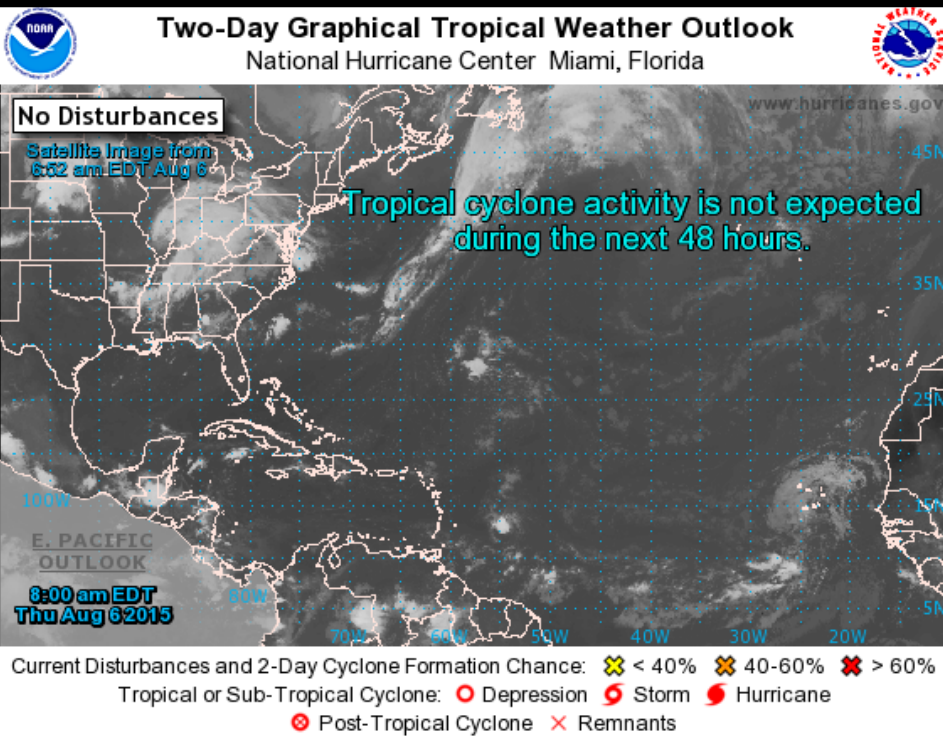 NOAA
Two-Day Graphical Tropical Weather Outlook
National Hurricane Center Miami, Florida
NATIONAL WEATHER SE
No Disturbances
www.hurricanes.gov
Satellite Image from
6:52 am EDT Aug 6
45N
Tropical cyclone activity is not expected
during the next 48 hours.
35N
25N
100W
15N
E. PACIFIC
OUTLOOK
8:00 am EDT
Thu Aug 6 2015
80W
5N
70W 60W 50W 40W 30W 20W
Current Disturbances and 2-Day Cyclone Formation Chance: < 40% 40-60% > 60%
Tropical or Sub-Tropical Cyclone: Depression Storm Hurricane
Post-Tropical Cyclone Remnants